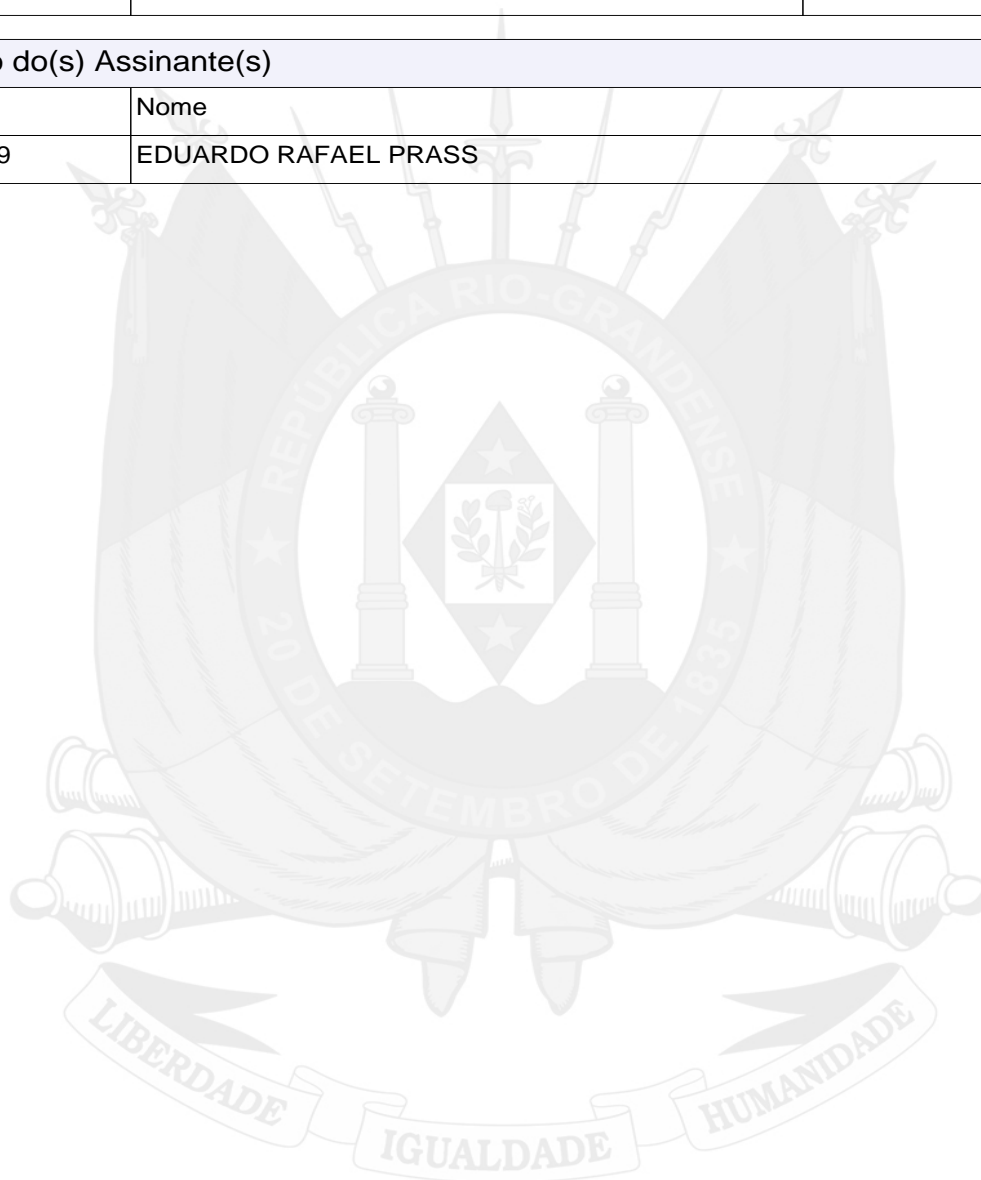 o do(s) Assinante(s)
Nome
9 EDUARDO RAFAEL PRASS
REPÚBLICA RIO-GRANDENSE
★ 20 DE SETEMBRO DE 1835 ★
LIBERDADE IGUALDADE HUMANIDADE